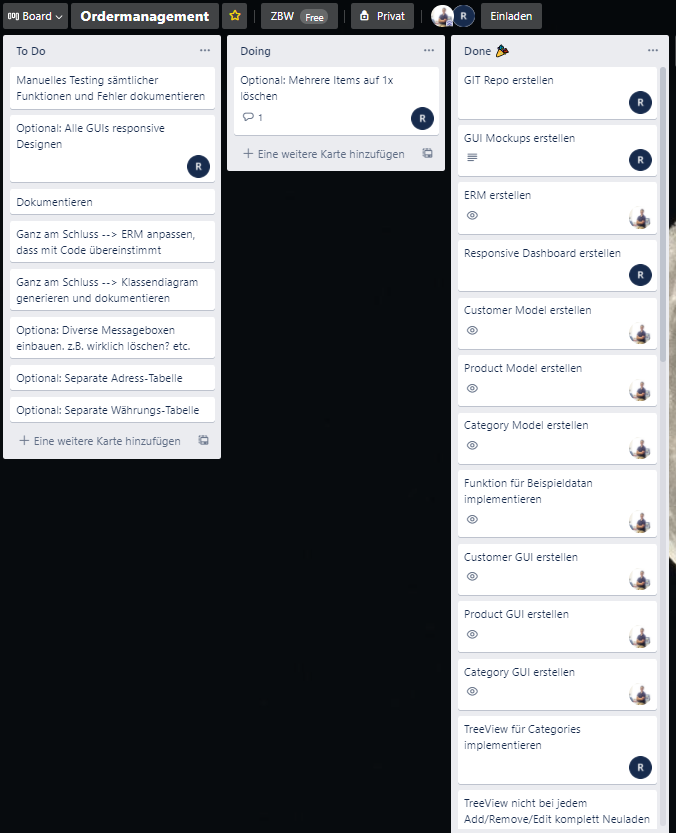 Board
Ordermanagement
ZBW Free
Privat
R
Einladen
To Do
Manuelles Testing sämtlicher
Funktionen und Fehler dokumentieren
Optional: Alle GUIs responsive
Designen
R
Dokumentieren
Ganz am Schluss --> ERM anpassen,
dass mit Code übereinstimmt
Ganz am Schluss --> Klassendiagram
generieren und dokumentieren
Optiona: Diverse Messageboxen
einbauen. z.B. wirklich löschen? etc.
Optional: Separate Adress-Tabelle
Optional: Separate Währungs-Tabelle
+ Eine weitere Karte hinzufügen
Doing
Optional: Mehrere Items auf 1x
löschen
1
R
+ Eine weitere Karte hinzufügen
Done 🎉
GIT Repo erstellen
R
GUI Mockups erstellen
R
ERM erstellen
Responsive Dashboard erstellen
R
Customer Model erstellen
Product Model erstellen
Category Model erstellen
Funktion für Beispieldatan
implementieren
Customer GUI erstellen
Product GUI erstellen
Category GUI erstellen
TreeView für Categories
implementieren
R
TreeView nicht bei jedem
Add/Remove/Edit komplett Neuladen